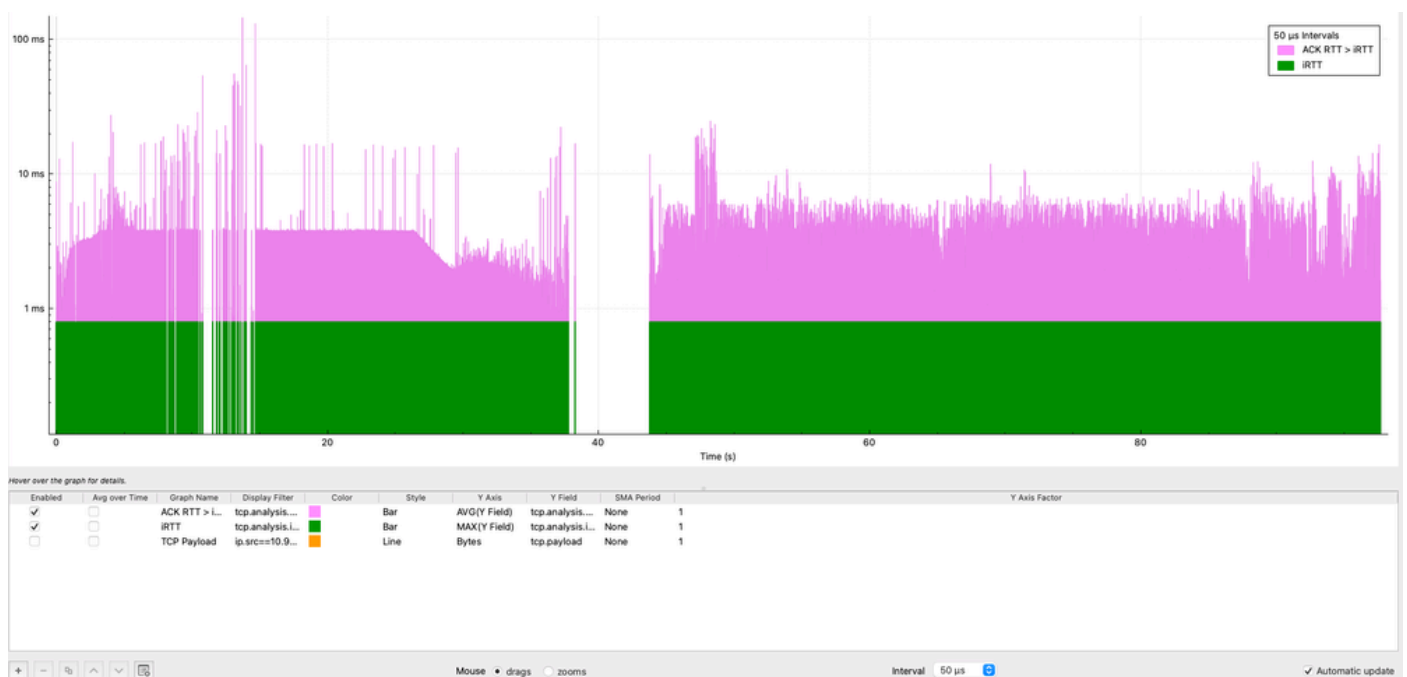 100 ms
10 ms
1 ms
50 µs Intervals
ACK RTT > iRTT
iRTT
0 20 40 60 80
Time (s)
Hover over the graph for details.
Enabled Avg over Time Graph Name Display Filter Color Style Y Axis Y Field SMA Period Y Axis Factor
ACK RTT > i... tcp.analysis.... Bar AVG(Y Field) tcp.analysis.... None 1
iRTT tcp.analysis.i... Bar MAX(Y Field) tcp.analysis.i... None 1
TCP Payload ip.src==10.9... Line Bytes tcp.payload None 1
+ − Mouse drags zooms Interval 50 µs Automatic update